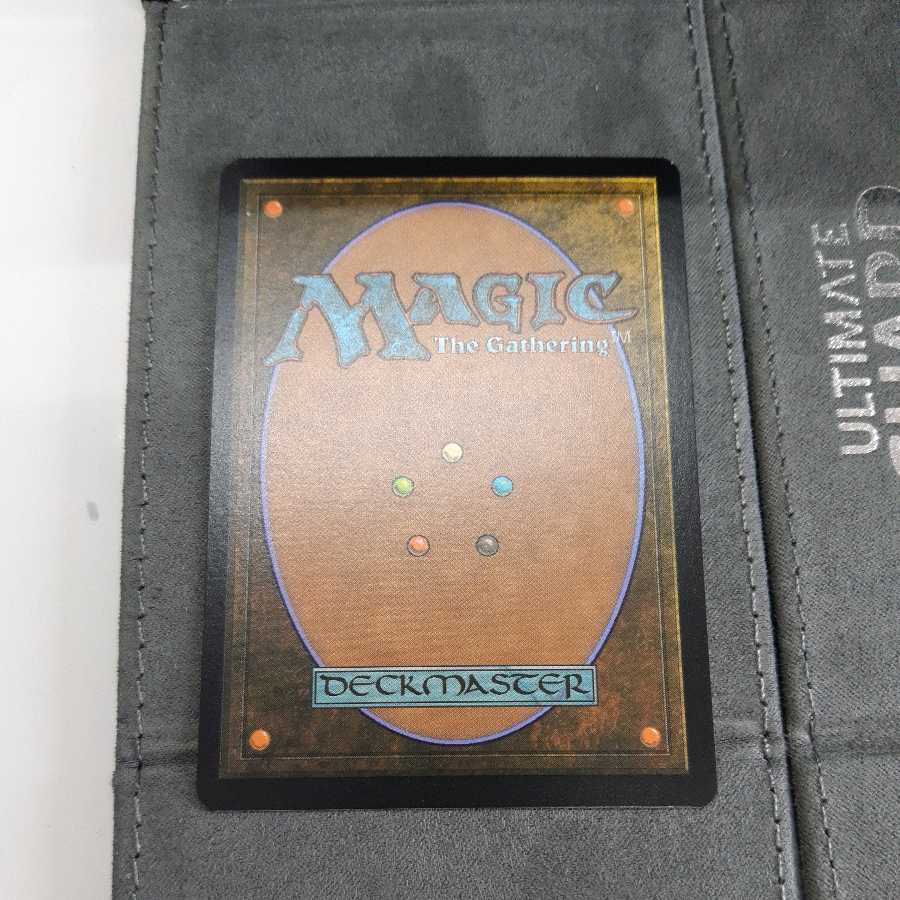 MAGIC
The Gathering™
DECKMASTER
ULTIMATE